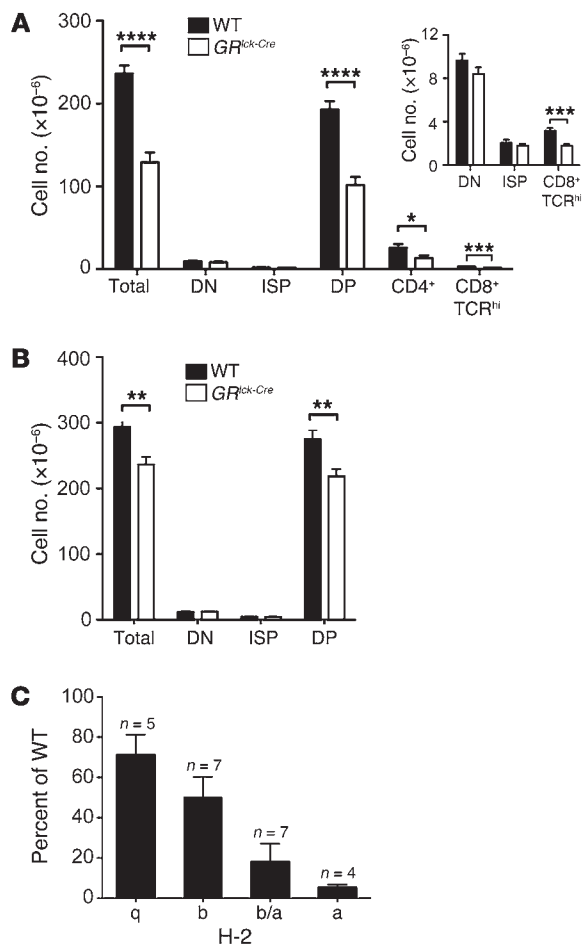 A
WT
GR^lck-Cre
Cell no. (×10⁻⁶)
300
200
100
0
****
****
*
***
Total
DN
ISP
DP
CD4⁺
CD8⁺
TCR^hi
Cell no. (×10⁻⁶)
12
8
4
0
***
DN
ISP
CD8⁺
TCR^hi
B
WT
GR^lck-Cre
Cell no. (×10⁻⁶)
400
300
200
100
0
**
**
Total
DN
ISP
DP
C
Percent of WT
100
80
60
40
20
0
n = 5
n = 7
n = 7
n = 4
q
b
b/a
a
H-2